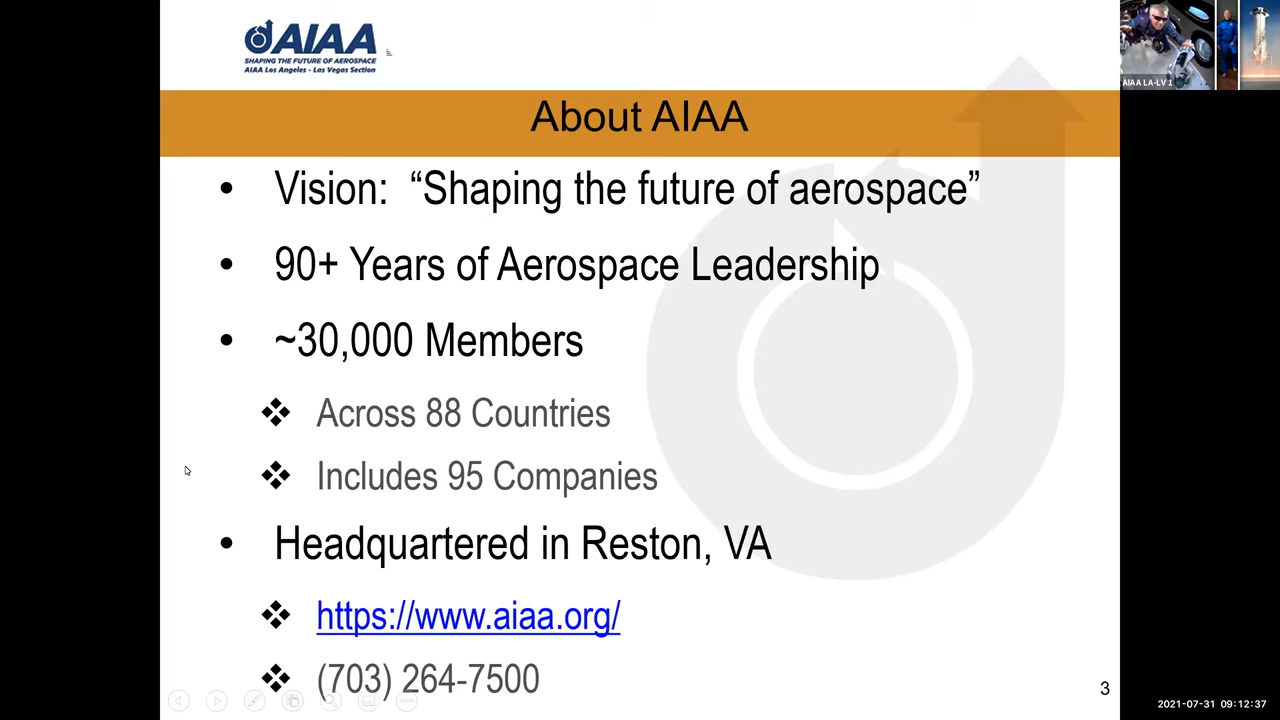 AIAA
SHAPING THE FUTURE OF AEROSPACE
AIAA Los Angeles - Las Vegas Section
AIAA LA-LV 1
About AIAA
• Vision: “Shaping the future of aerospace”
• 90+ Years of Aerospace Leadership
• ~30,000 Members
❖ Across 88 Countries
❖ Includes 95 Companies
• Headquartered in Reston, VA
❖ https://www.aiaa.org/
❖ (703) 264-7500
3
2021-07-31 09:12:37